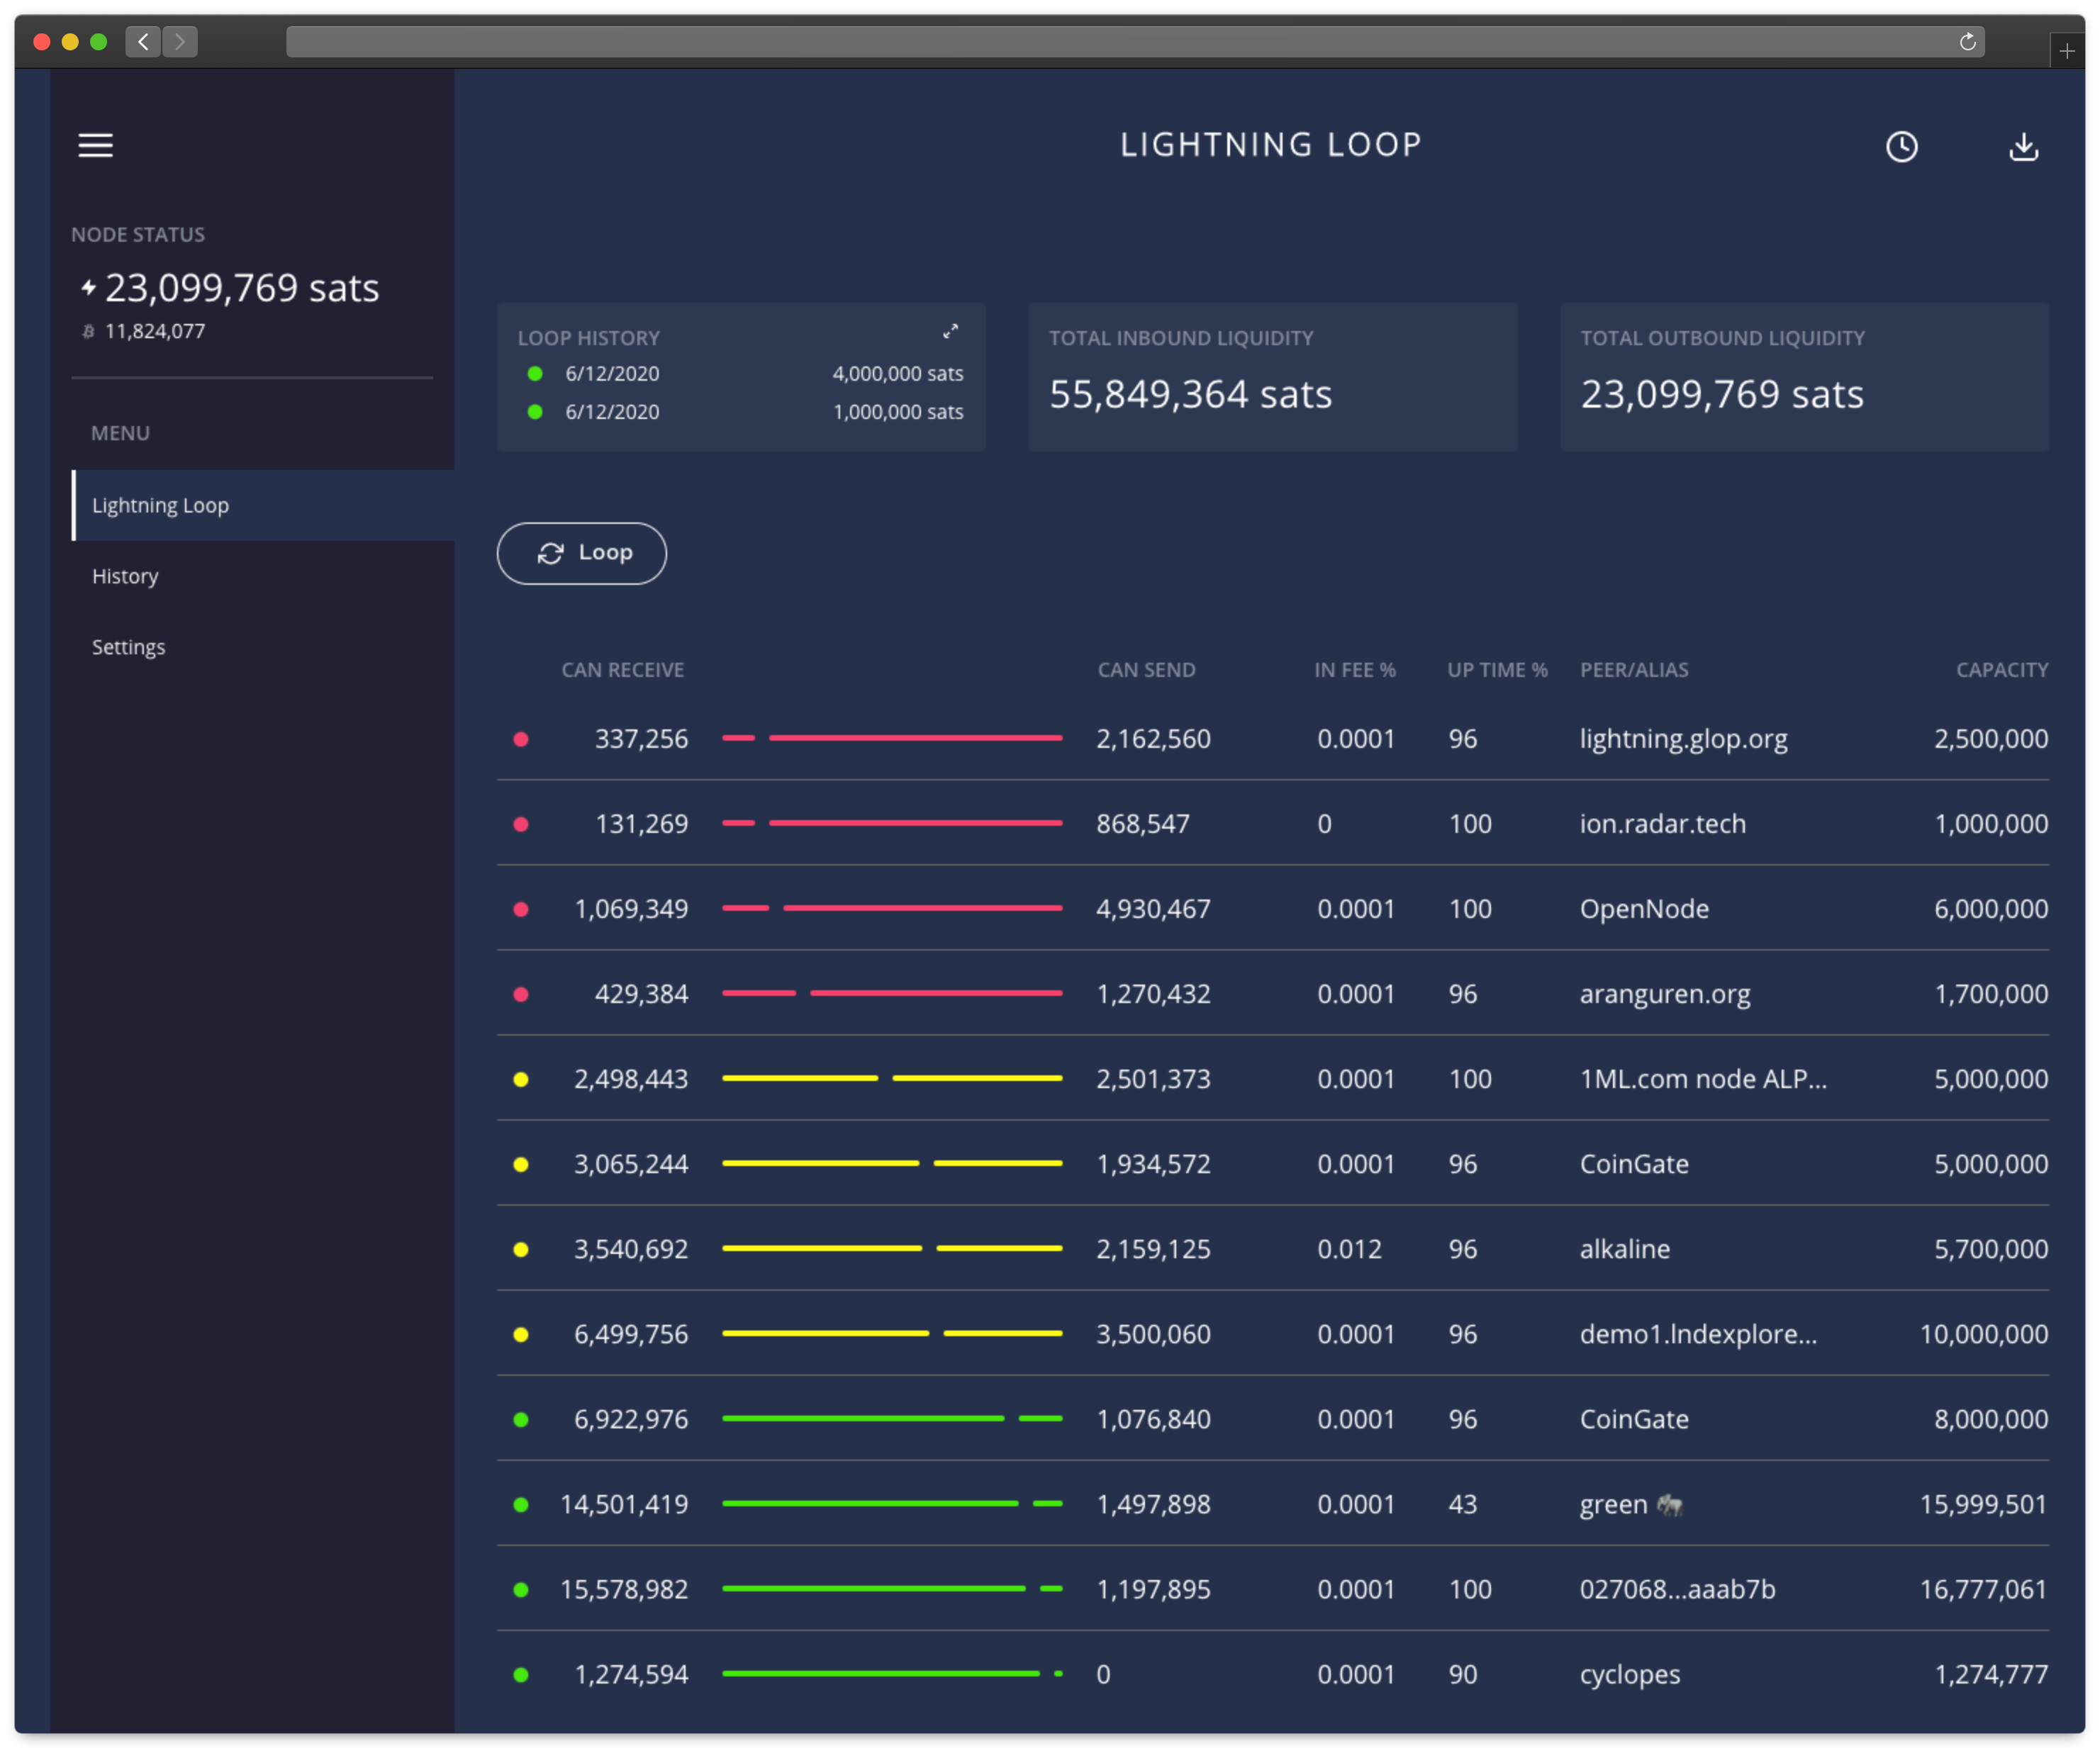 LIGHTNING LOOP
NODE STATUS
23,099,769 sats
11,824,077
MENU
Lightning Loop
History
Settings
LOOP HISTORY
6/12/2020 4,000,000 sats
6/12/2020 1,000,000 sats
TOTAL INBOUND LIQUIDITY
55,849,364 sats
TOTAL OUTBOUND LIQUIDITY
23,099,769 sats
Loop
CAN RECEIVE CAN SEND IN FEE % UP TIME % PEER/ALIAS CAPACITY
337,256 2,162,560 0.0001 96 lightning.glop.org 2,500,000
131,269 868,547 0 100 ion.radar.tech 1,000,000
1,069,349 4,930,467 0.0001 100 OpenNode 6,000,000
429,384 1,270,432 0.0001 96 aranguren.org 1,700,000
2,498,443 2,501,373 0.0001 100 1ML.com node ALP... 5,000,000
3,065,244 1,934,572 0.0001 96 CoinGate 5,000,000
3,540,692 2,159,125 0.012 96 alkaline 5,700,000
6,499,756 3,500,060 0.0001 96 demo1.lndexplore... 10,000,000
6,922,976 1,076,840 0.0001 96 CoinGate 8,000,000
14,501,419 1,497,898 0.0001 43 green 15,999,501
15,578,982 1,197,895 0.0001 100 027068...aaab7b 16,777,061
1,274,594 0 0.0001 90 cyclopes 1,274,777